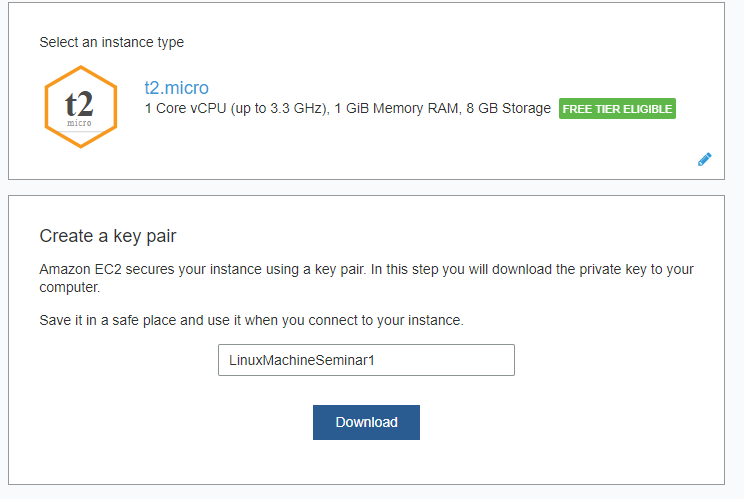 Select an instance type
t2
micro
t2.micro
1 Core vCPU (up to 3.3 GHz), 1 GiB Memory RAM, 8 GB Storage FREE TIER ELIGIBLE
Create a key pair
Amazon EC2 secures your instance using a key pair. In this step you will download the private key to your
computer.
Save it in a safe place and use it when you connect to your instance.
LinuxMachineSeminar1
Download